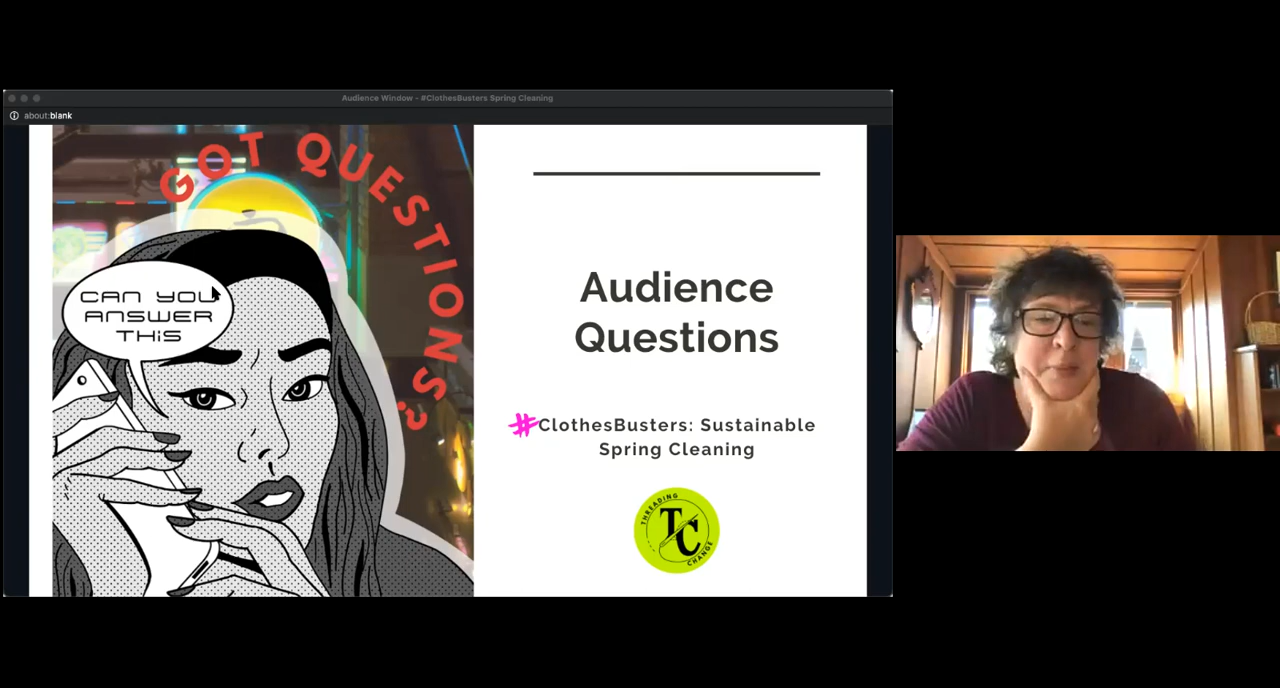 Audience Window - #ClothesBusters Spring Cleaning
about:blank
GOT QUESTIONS?
CAN YOU
ANSWER
THIS
Audience
Questions
#ClothesBusters: Sustainable
Spring Cleaning
THREADING
TC
CHANGE